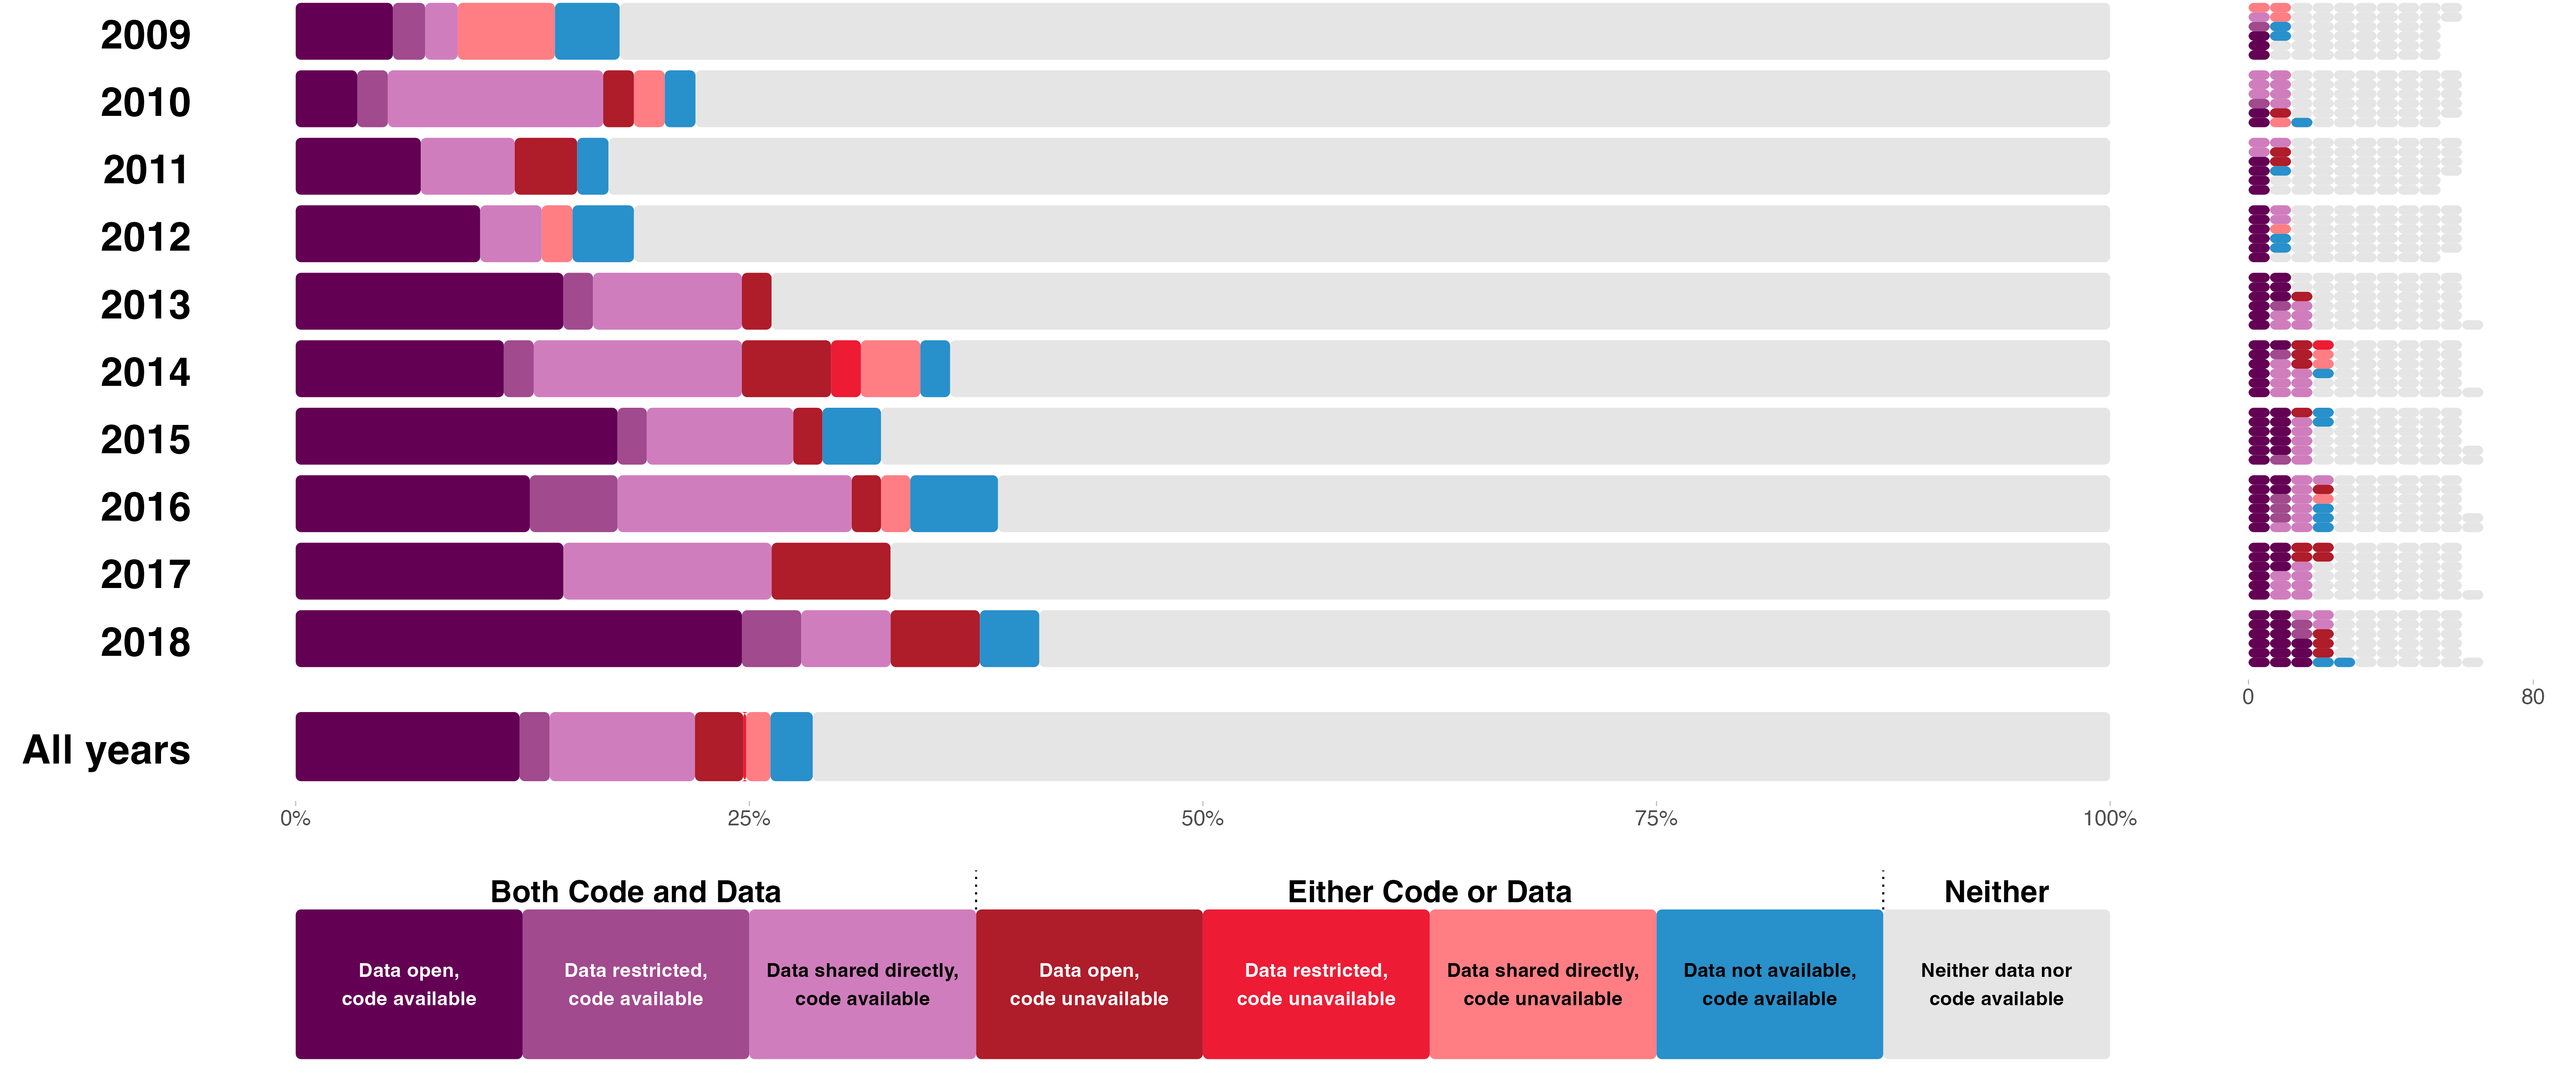 2009
2010
2011
2012
2013
2014
2015
2016
2017
2018
0
80
All years
0%
25%
50%
75%
100%
Both Code and Data
Either Code or Data
Neither
Data open,
code available
Data restricted,
code available
Data shared directly,
code available
Data open,
code unavailable
Data restricted,
code unavailable
Data shared directly,
code unavailable
Data not available,
code available
Neither data nor
code available